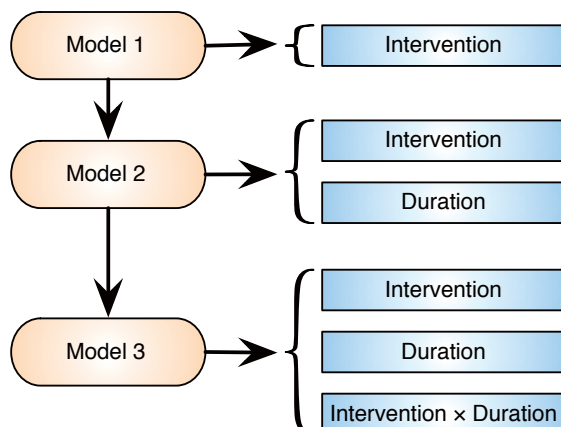 Model 1
Intervention
Model 2
Intervention
Duration
Model 3
Intervention
Duration
Intervention × Duration